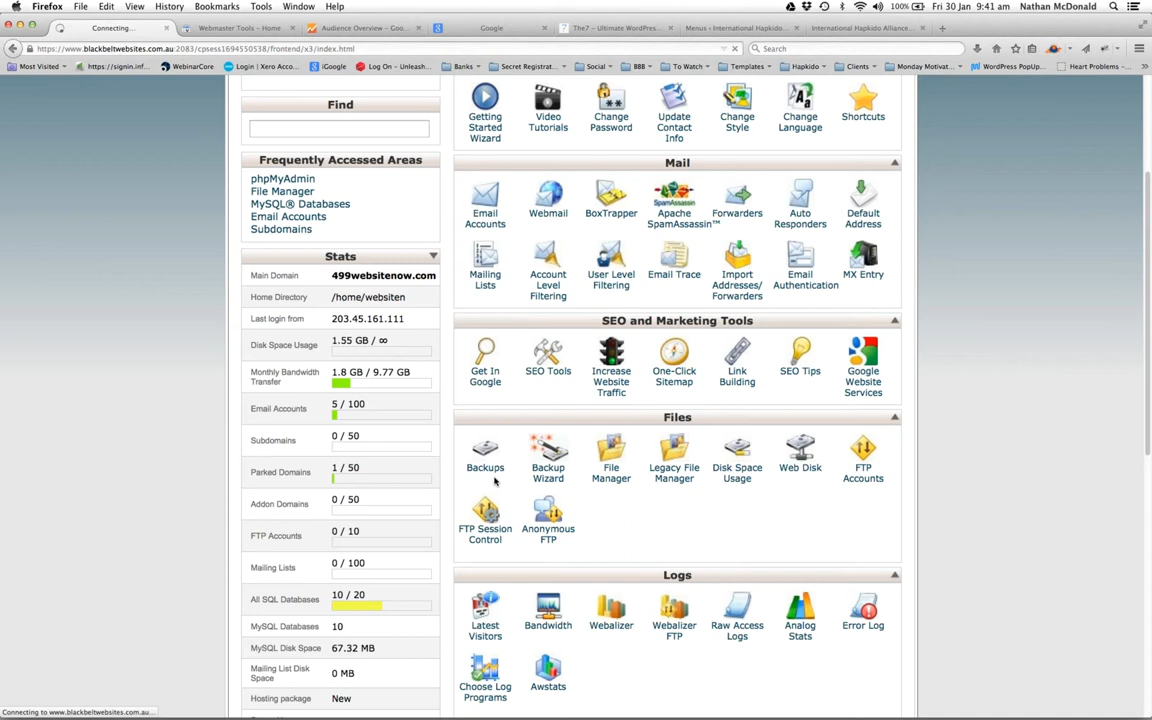 Firefox File Edit View History Bookmarks Tools Window Help 100% Fri 30 Jan 9:41 am Nathan McDonald
Connecting... Webmaster Tools - Home Audience Overview - Goo... Google The7 – Ultimate WordPres... Menus ‹ International Hapkido... International Hapkido Alliance...
https://www.blackbeltwebsites.com.au:2083/cpsess1694550538/frontend/x3/index.html Search
Most Visited https://signin.inf... WebinarCore Login | Xero Acco... iGoogle Log On – Unleash... Banks Secret Registrat... Social BBB To Watch Templates Hapkido Clients Monday Motivat... WordPress PopUp... Heart Problems –...
Find
Frequently Accessed Areas
phpMyAdmin
File Manager
MySQL® Databases
Email Accounts
Subdomains
Stats
Main Domain 499websitenow.com
Home Directory /home/websiten
Last login from 203.45.161.111
Disk Space Usage 1.55 GB / ∞
Monthly Bandwidth Transfer 1.8 GB / 9.77 GB
Email Accounts 5 / 100
Subdomains 0 / 50
Parked Domains 1 / 50
Addon Domains 0 / 50
FTP Accounts 0 / 10
Mailing Lists 0 / 100
All SQL Databases 10 / 20
MySQL Databases 10
MySQL Disk Space 67.32 MB
Mailing List Disk Space 0 MB
Hosting package New
Getting Started Wizard
Video Tutorials
Change Password
Update Contact Info
Change Style
Change Language
Shortcuts
Mail
Email Accounts
Webmail
BoxTrapper
Apache SpamAssassin™
Forwarders
Auto Responders
Default Address
Mailing Lists
Account Level Filtering
User Level Filtering
Email Trace
Import Addresses/ Forwarders
Email Authentication
MX Entry
SEO and Marketing Tools
Get In Google
SEO Tools
Increase Website Traffic
One-Click Sitemap
Link Building
SEO Tips
Google Website Services
Files
Backups
Backup Wizard
File Manager
Legacy File Manager
Disk Space Usage
Web Disk
FTP Accounts
FTP Session Control
Anonymous FTP
Logs
Latest Visitors
Bandwidth
Webalizer
Webalizer FTP
Raw Access Logs
Analog Stats
Error Log
Choose Log Programs
Awstats
Connecting to www.blackbeltwebsites.com.au...